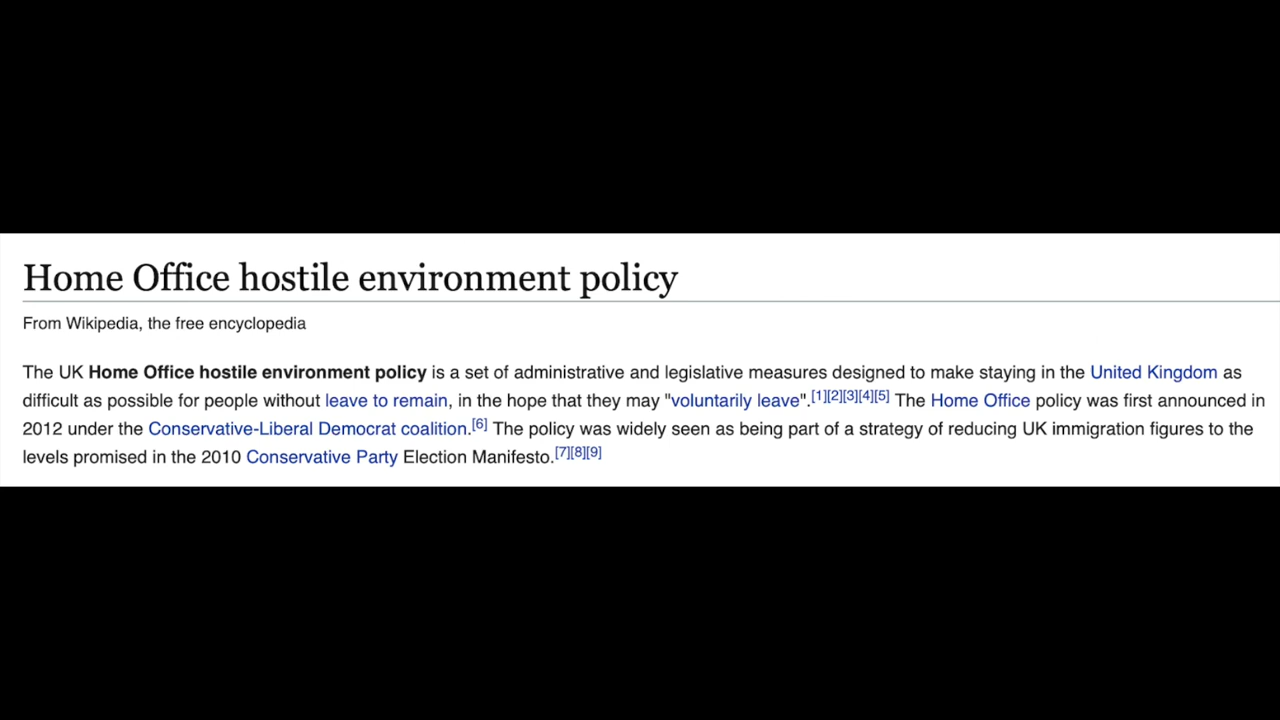 Home Office hostile environment policy
From Wikipedia, the free encyclopedia
The UK Home Office hostile environment policy is a set of administrative and legislative measures designed to make staying in the United Kingdom as
difficult as possible for people without leave to remain, in the hope that they may "voluntarily leave".[1][2][3][4][5] The Home Office policy was first announced in
2012 under the Conservative-Liberal Democrat coalition.[6] The policy was widely seen as being part of a strategy of reducing UK immigration figures to the
levels promised in the 2010 Conservative Party Election Manifesto.[7][8][9]